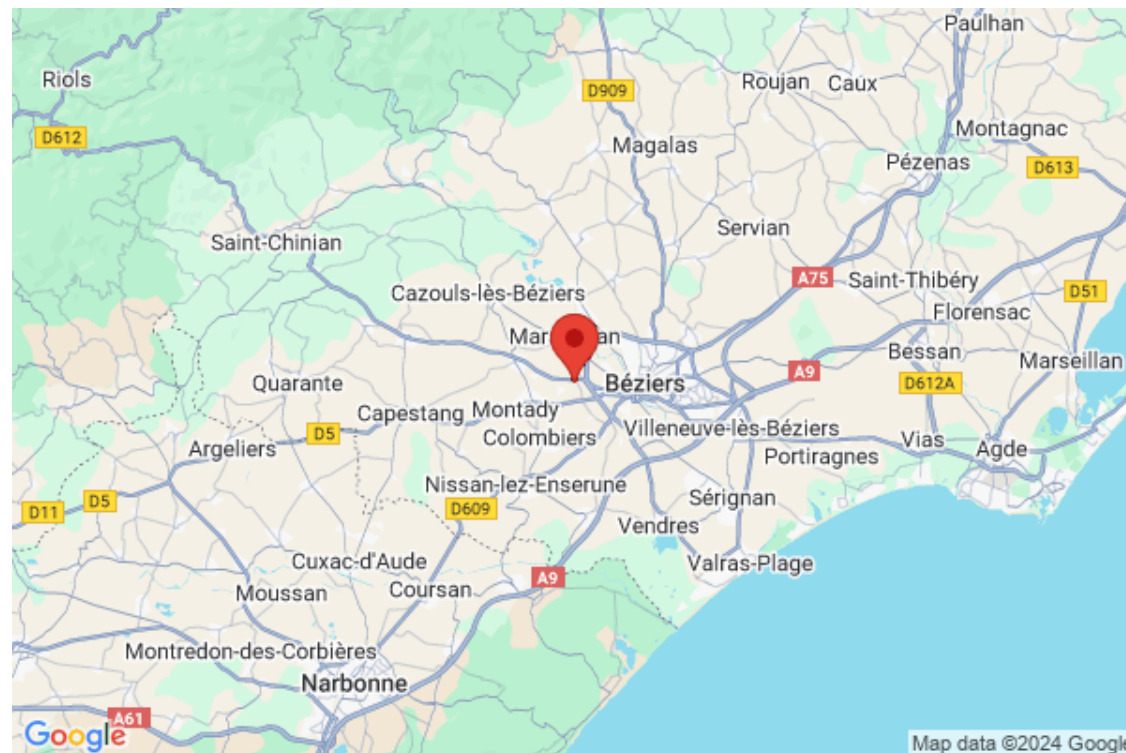 Paulhan
Riols
Roujan
Caux
D909
D612
Montagnac
Magalas
Pézenas
D613
Servian
Saint-Chinian
A75
Saint-Thibéry
D51
Cazouls-lès-Béziers
Florensac
Bessan
Marseillan
A9
Quarante
Béziers
D612A
Capestang
Montady
D5
Colombiers
Villeneuve-lès-Béziers
Vias
Agde
Argeliers
Portiragnes
Nissan-lez-Enserune
D5
D11
D609
Sérignan
Vendres
Cuxac-d'Aude
Valras-Plage
A9
Coursan
Moussan
Montredon-des-Corbières
Narbonne
A61
Google
Map data ©2024 Google